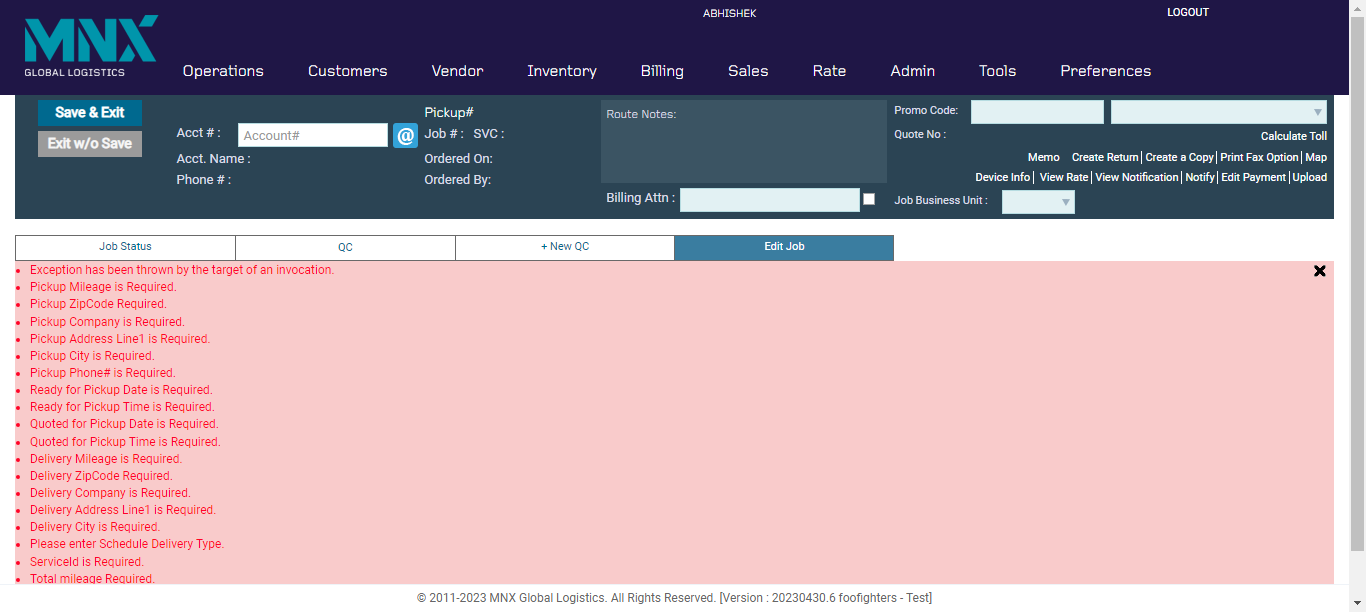 ABHISHEK
LOGOUT
MNX
GLOBAL LOGISTICS
Operations Customers Vendor Inventory Billing Sales Rate Admin Tools Preferences
Save & Exit
Exit w/o Save
Acct # : Account# @
Acct. Name :
Phone # :
Pickup#
Job # : SVC :
Ordered On:
Ordered By:
Route Notes:
Billing Attn :
Promo Code:
Quote No :
Calculate Toll
Memo Create Return| Create a Copy| Print Fax Option| Map
Device Info| View Rate| View Notification| Notify| Edit Payment| Upload
Job Business Unit :
Job Status QC + New QC Edit Job
Exception has been thrown by the target of an invocation.
Pickup Mileage is Required.
Pickup ZipCode Required.
Pickup Company is Required.
Pickup Address Line1 is Required.
Pickup City is Required.
Pickup Phone# is Required.
Ready for Pickup Date is Required.
Ready for Pickup Time is Required.
Quoted for Pickup Date is Required.
Quoted for Pickup Time is Required.
Delivery Mileage is Required.
Delivery ZipCode Required.
Delivery Company is Required.
Delivery Address Line1 is Required.
Delivery City is Required.
Please enter Schedule Delivery Type.
ServiceId is Required.
Total mileage Required.
© 2011-2023 MNX Global Logistics. All Rights Reserved. [Version : 20230430.6 foofighters - Test]